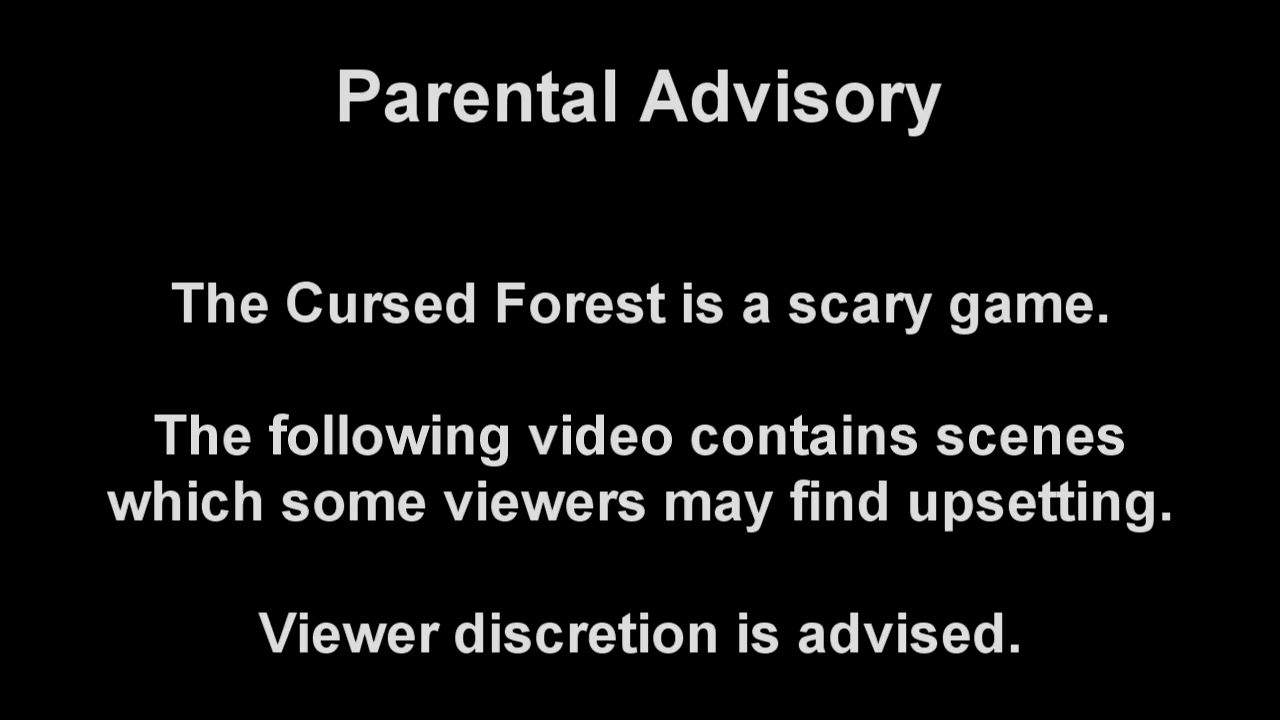 Parental Advisory
The Cursed Forest is a scary game.
The following video contains scenes
which some viewers may find upsetting.
Viewer discretion is advised.